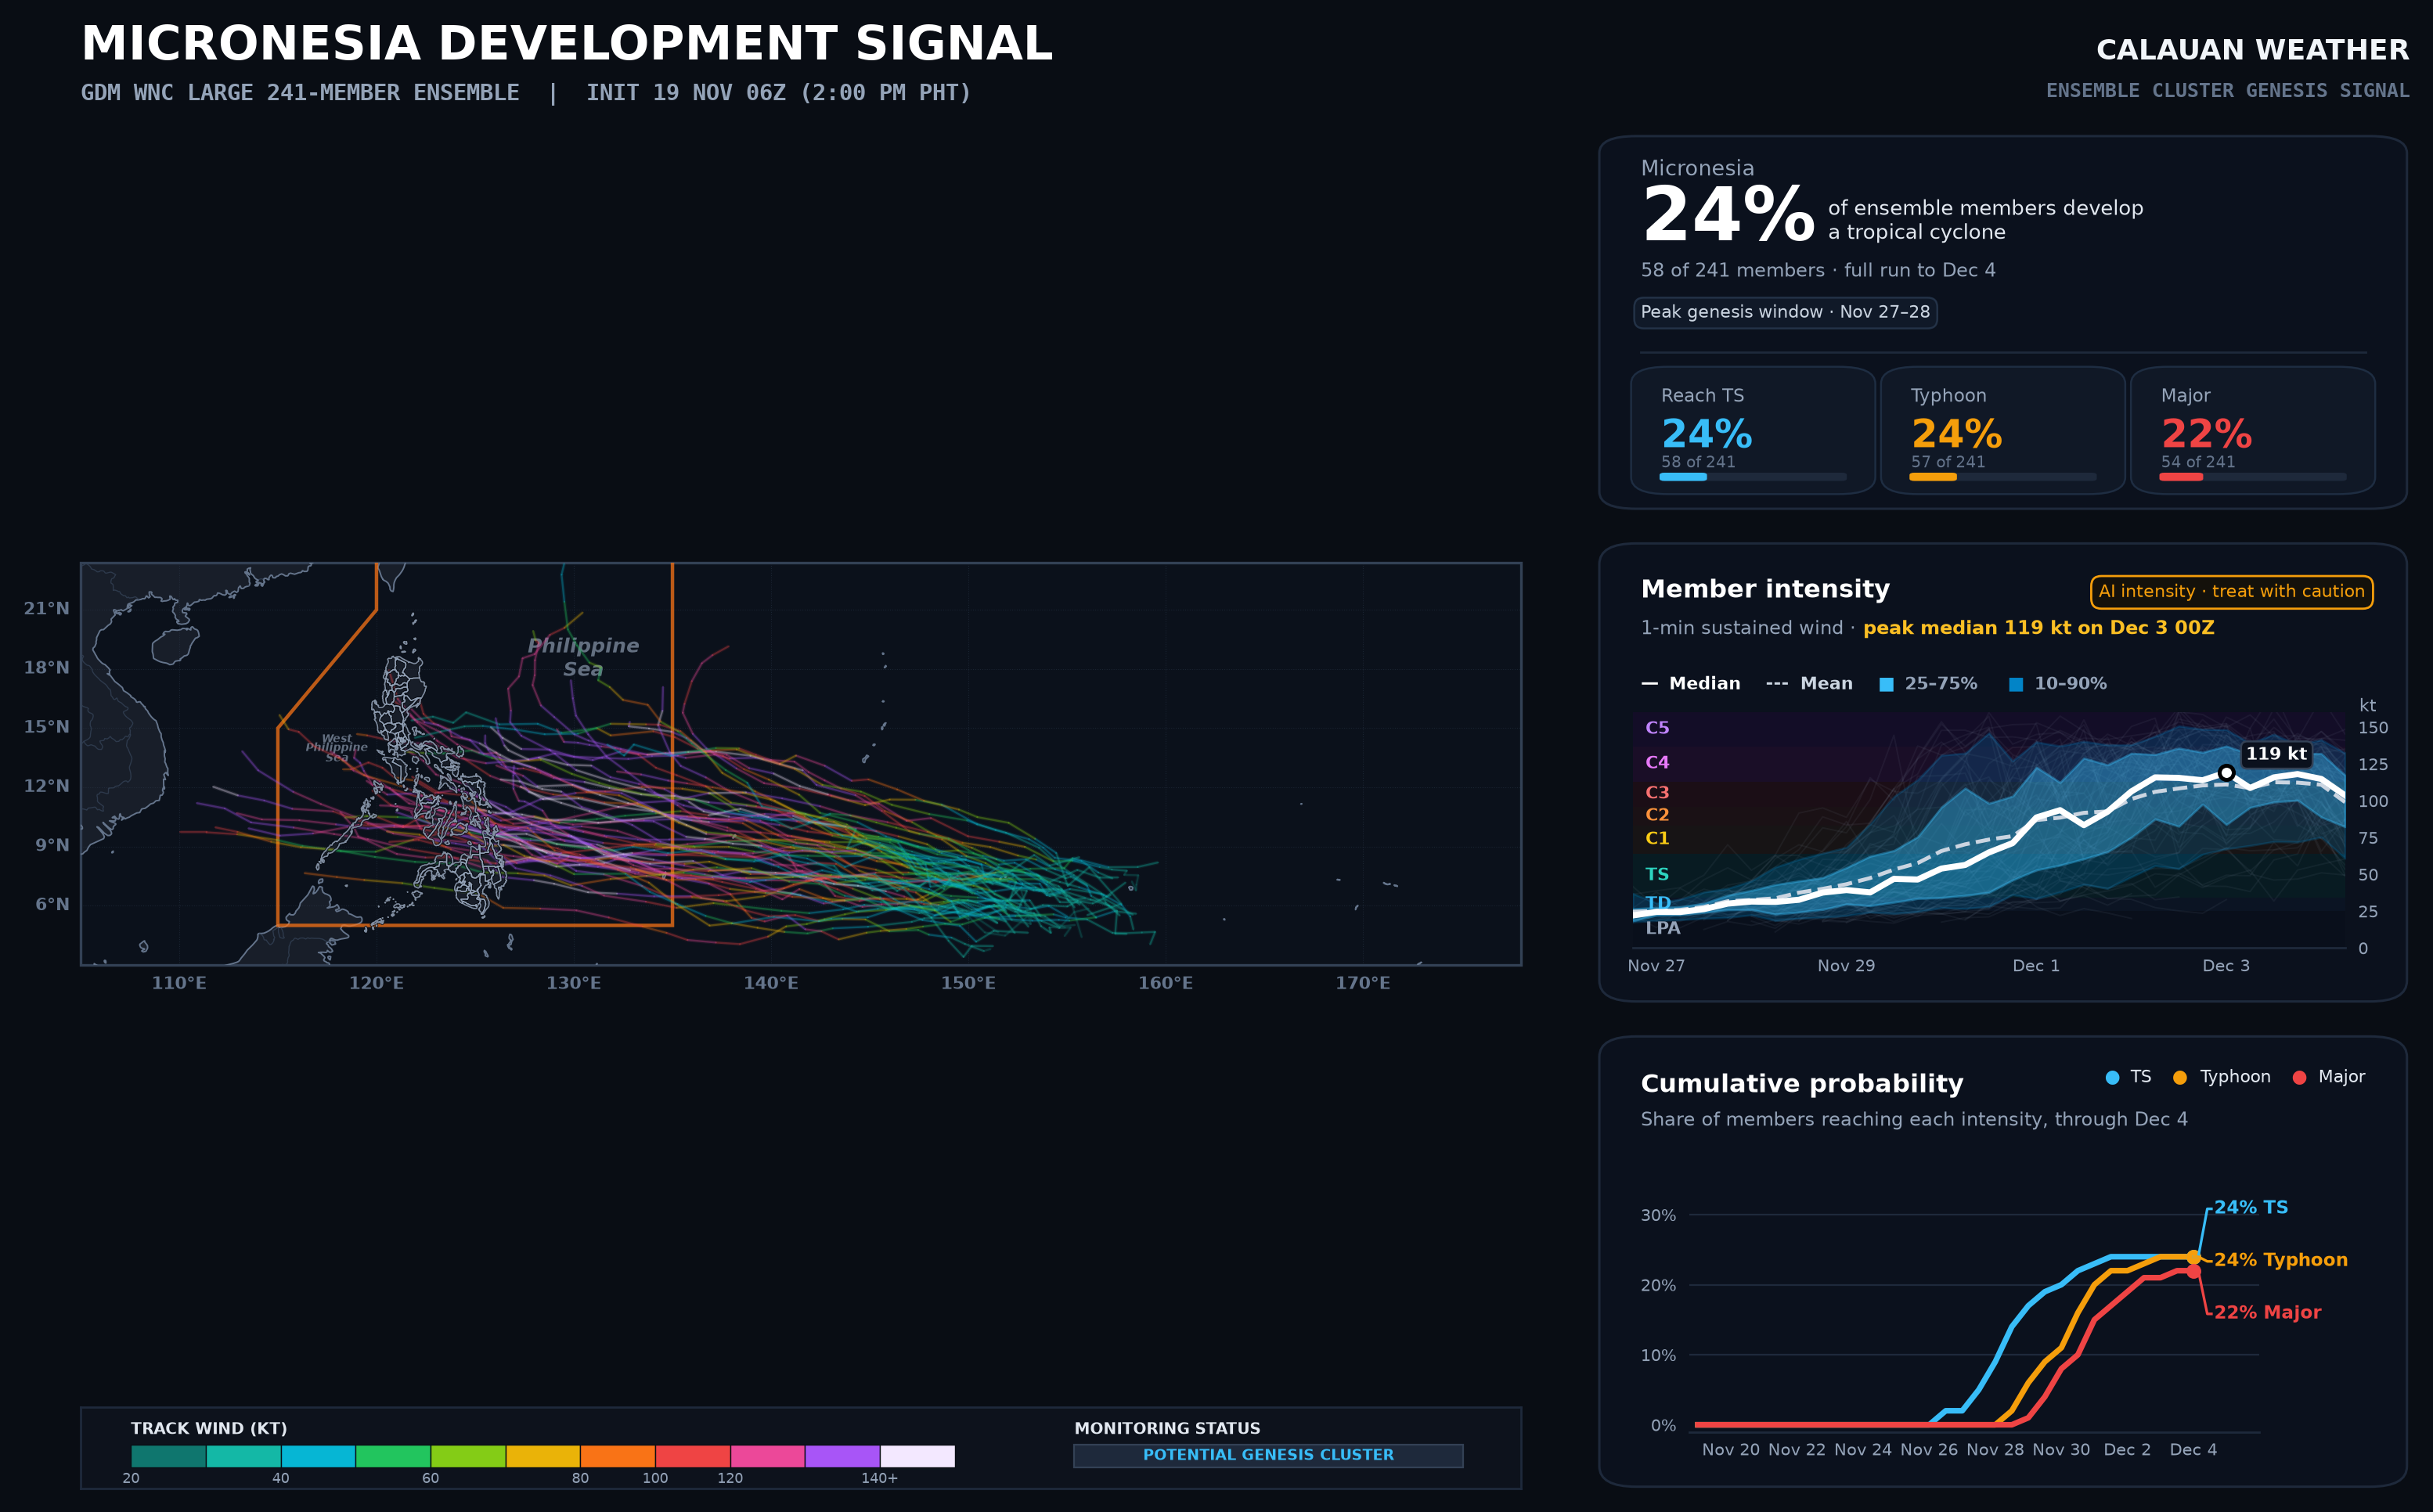 MICRONESIA DEVELOPMENT SIGNAL
GDM WNC LARGE 241-MEMBER ENSEMBLE | INIT 19 NOV 06Z (2:00 PM PHT)
CALAUAN WEATHER
ENSEMBLE CLUSTER GENESIS SIGNAL
Micronesia
24% of ensemble members develop
a tropical cyclone
58 of 241 members · full run to Dec 4
Peak genesis window · Nov 27–28
Reach TS
24%
58 of 241
Typhoon
24%
57 of 241
Major
22%
54 of 241
21°N
18°N
15°N
12°N
9°N
6°N
110°E 120°E 130°E 140°E 150°E 160°E 170°E
Philippine
Sea
West
Philippine
Sea
Member intensity
AI intensity · treat with caution
1-min sustained wind · peak median 119 kt on Dec 3 00Z
Median Mean 25–75% 10–90%
kt
C5
C4
C3
C2
C1
TS
TD
LPA
119 kt
150
125
100
75
50
25
0
Nov 27 Nov 29 Dec 1 Dec 3
Cumulative probability
TS Typhoon Major
Share of members reaching each intensity, through Dec 4
30%
20%
10%
0%
24% TS
24% Typhoon
22% Major
Nov 20 Nov 22 Nov 24 Nov 26 Nov 28 Nov 30 Dec 2 Dec 4
TRACK WIND (KT)
20 40 60 80 100 120 140+
MONITORING STATUS
POTENTIAL GENESIS CLUSTER